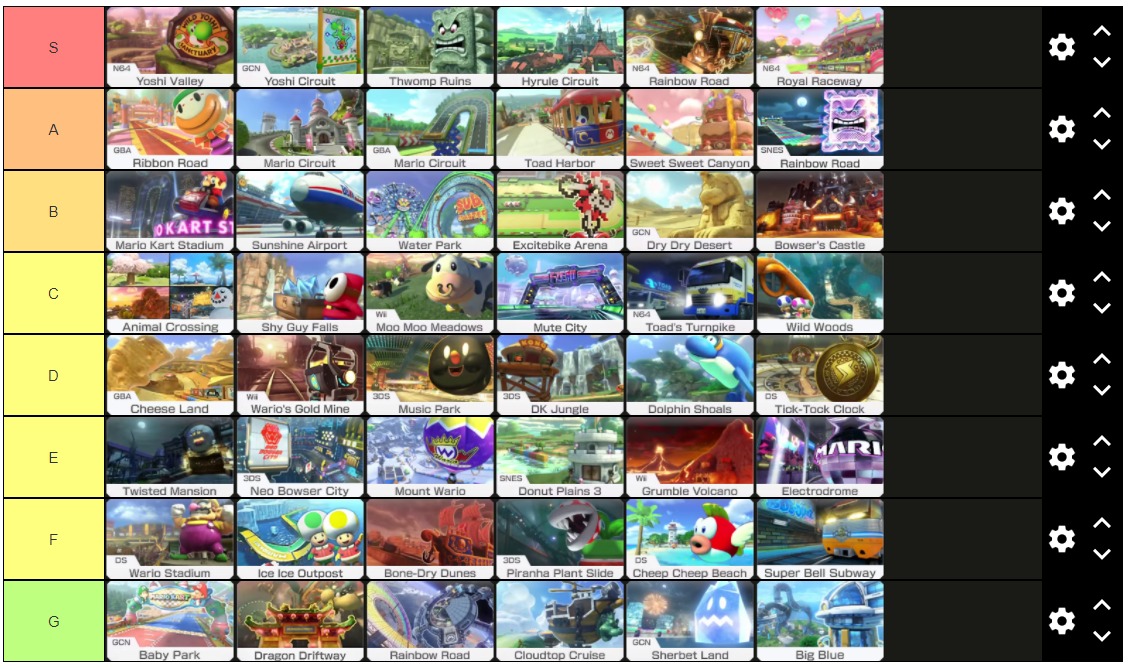 S
N64
Yoshi Valley
GCN
Yoshi Circuit
Thwomp Ruins
Hyrule Circuit
N64
Rainbow Road
N64
Royal Raceway
A
GBA
Ribbon Road
Mario Circuit
GBA
Mario Circuit
Toad Harbor
Sweet Sweet Canyon
SNES
Rainbow Road
B
Mario Kart Stadium
Sunshine Airport
Water Park
Excitebike Arena
GCN
Dry Dry Desert
Bowser's Castle
C
Animal Crossing
Shy Guy Falls
Wii
Moo Moo Meadows
Mute City
N64
Toad's Turnpike
Wild Woods
D
GBA
Cheese Land
Wii
Wario's Gold Mine
3DS
Music Park
3DS
DK Jungle
Dolphin Shoals
DS
Tick-Tock Clock
E
Twisted Mansion
3DS
Neo Bowser City
Mount Wario
SNES
Donut Plains 3
Wii
Grumble Volcano
MARI
Electrodrome
F
DS
Wario Stadium
Ice Ice Outpost
Bone-Dry Dunes
3DS
Piranha Plant Slide
DS
Cheep Cheep Beach
Super Bell Subway
G
GCN
Baby Park
Dragon Driftway
Rainbow Road
Cloudtop Cruise
GCN
Sherbet Land
Big Blue